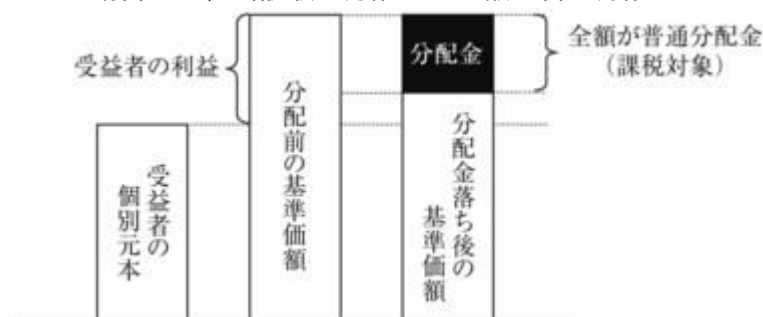 受益者の利益
分配金
全額が普通分配金
（課税対象）
受益者の
個別元本
分配前の基準価額
分配金落ち後の
基準価額